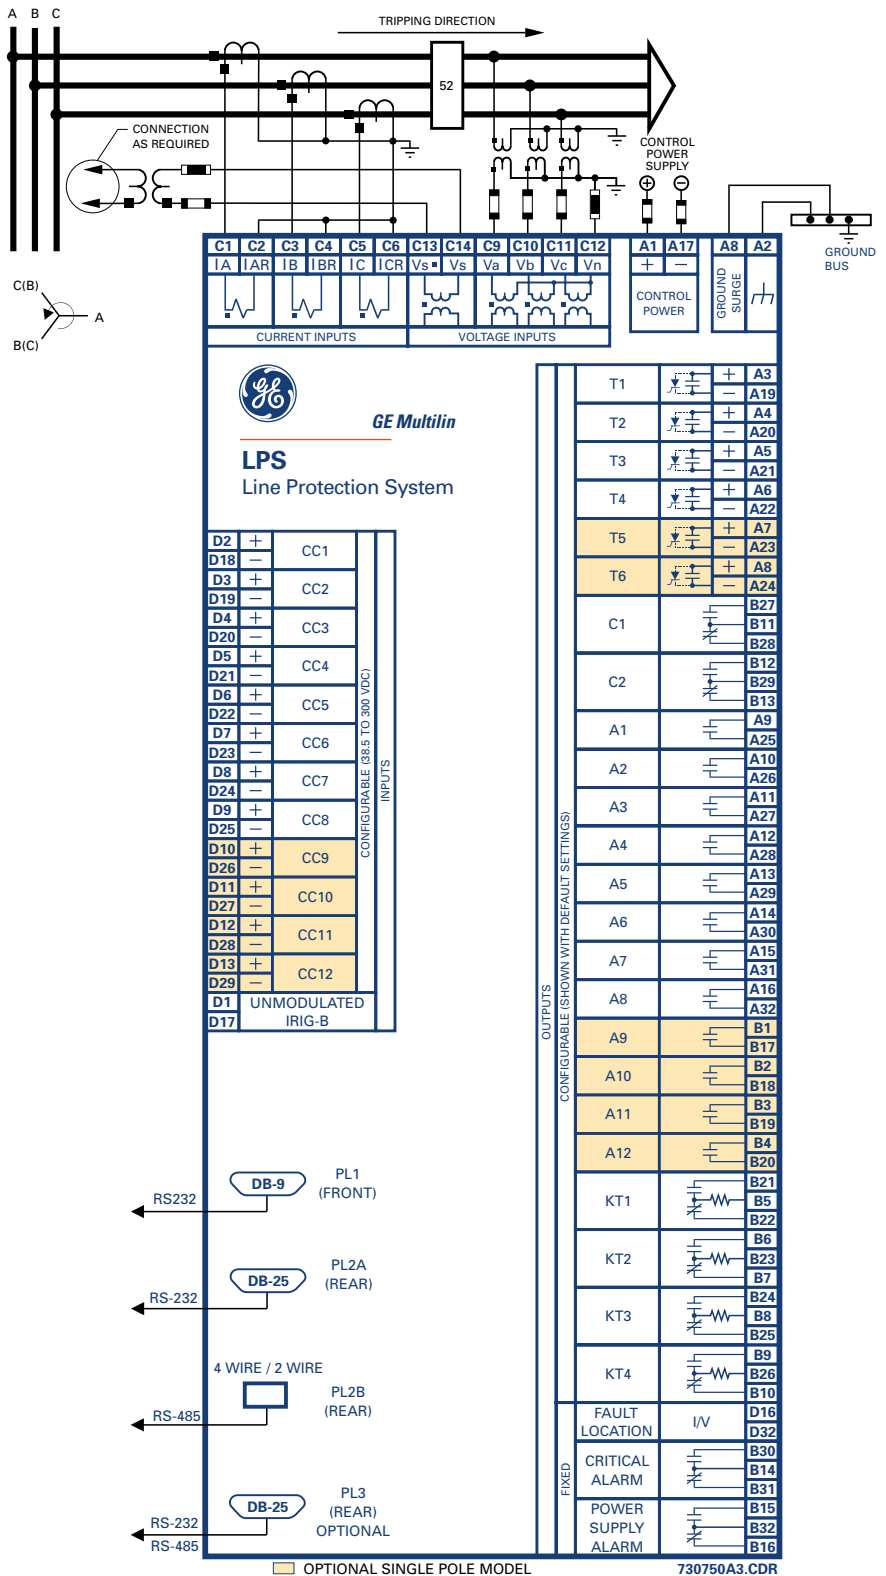 A B C
TRIPPING DIRECTION
52
CONNECTION
AS REQUIRED
CONTROL
POWER
SUPPLY
+ −
GROUND
BUS
C1 C2 C3 C4 C5 C6 C13 C14 C9 C10 C11 C12 A1 A17 A8 A2
IA IAR IB IBR IC ICR Vs Vs Va Vb Vc Vn + −
CONTROL
POWER
GROUND
SURGE
CURRENT INPUTS
VOLTAGE INPUTS
C(B)
A
B(C)
GE
GE Multilin
LPS
Line Protection System
D2 + CC1
D18 −
D3 + CC2
D19 −
D4 + CC3
D20 −
D5 + CC4
D21 −
D6 + CC5
D22 −
D7 + CC6
D23 −
D8 + CC7
D24 −
D9 + CC8
D25 −
D10 + CC9
D26 −
D11 + CC10
D27 −
D12 + CC11
D28 −
D13 + CC12
D29 −
D1 UNMODULATED
D17 IRIG-B
CONFIGURABLE (38.5 TO 300 VDC)
INPUTS
OUTPUTS
CONFIGURABLE (SHOWN WITH DEFAULT SETTINGS)
FIXED
T1 + A3
− A19
T2 + A4
− A20
T3 + A5
− A21
T4 + A6
− A22
T5 + A7
− A23
T6 + A8
− A24
B27
C1 B11
B28
B12
C2 B29
B13
A1 A9
A25
A2 A10
A26
A3 A11
A27
A4 A12
A28
A5 A13
A29
A6 A14
A30
A7 A15
A31
A8 A16
A32
A9 B1
B17
A10 B2
B18
A11 B3
B19
A12 B4
B20
B21
KT1 B5
B22
B6
KT2 B23
B7
B24
KT3 B8
B25
B9
KT4 B26
B10
FAULT D16
LOCATION I/V D32
B30
CRITICAL B14
ALARM B31
POWER B15
SUPPLY B32
ALARM B16
RS232
DB-9
PL1
(FRONT)
RS-232
DB-25
PL2A
(REAR)
4 WIRE / 2 WIRE
RS-485
PL2B
(REAR)
RS-232
RS-485
DB-25
PL3
(REAR)
OPTIONAL
OPTIONAL SINGLE POLE MODEL
730750A3.CDR